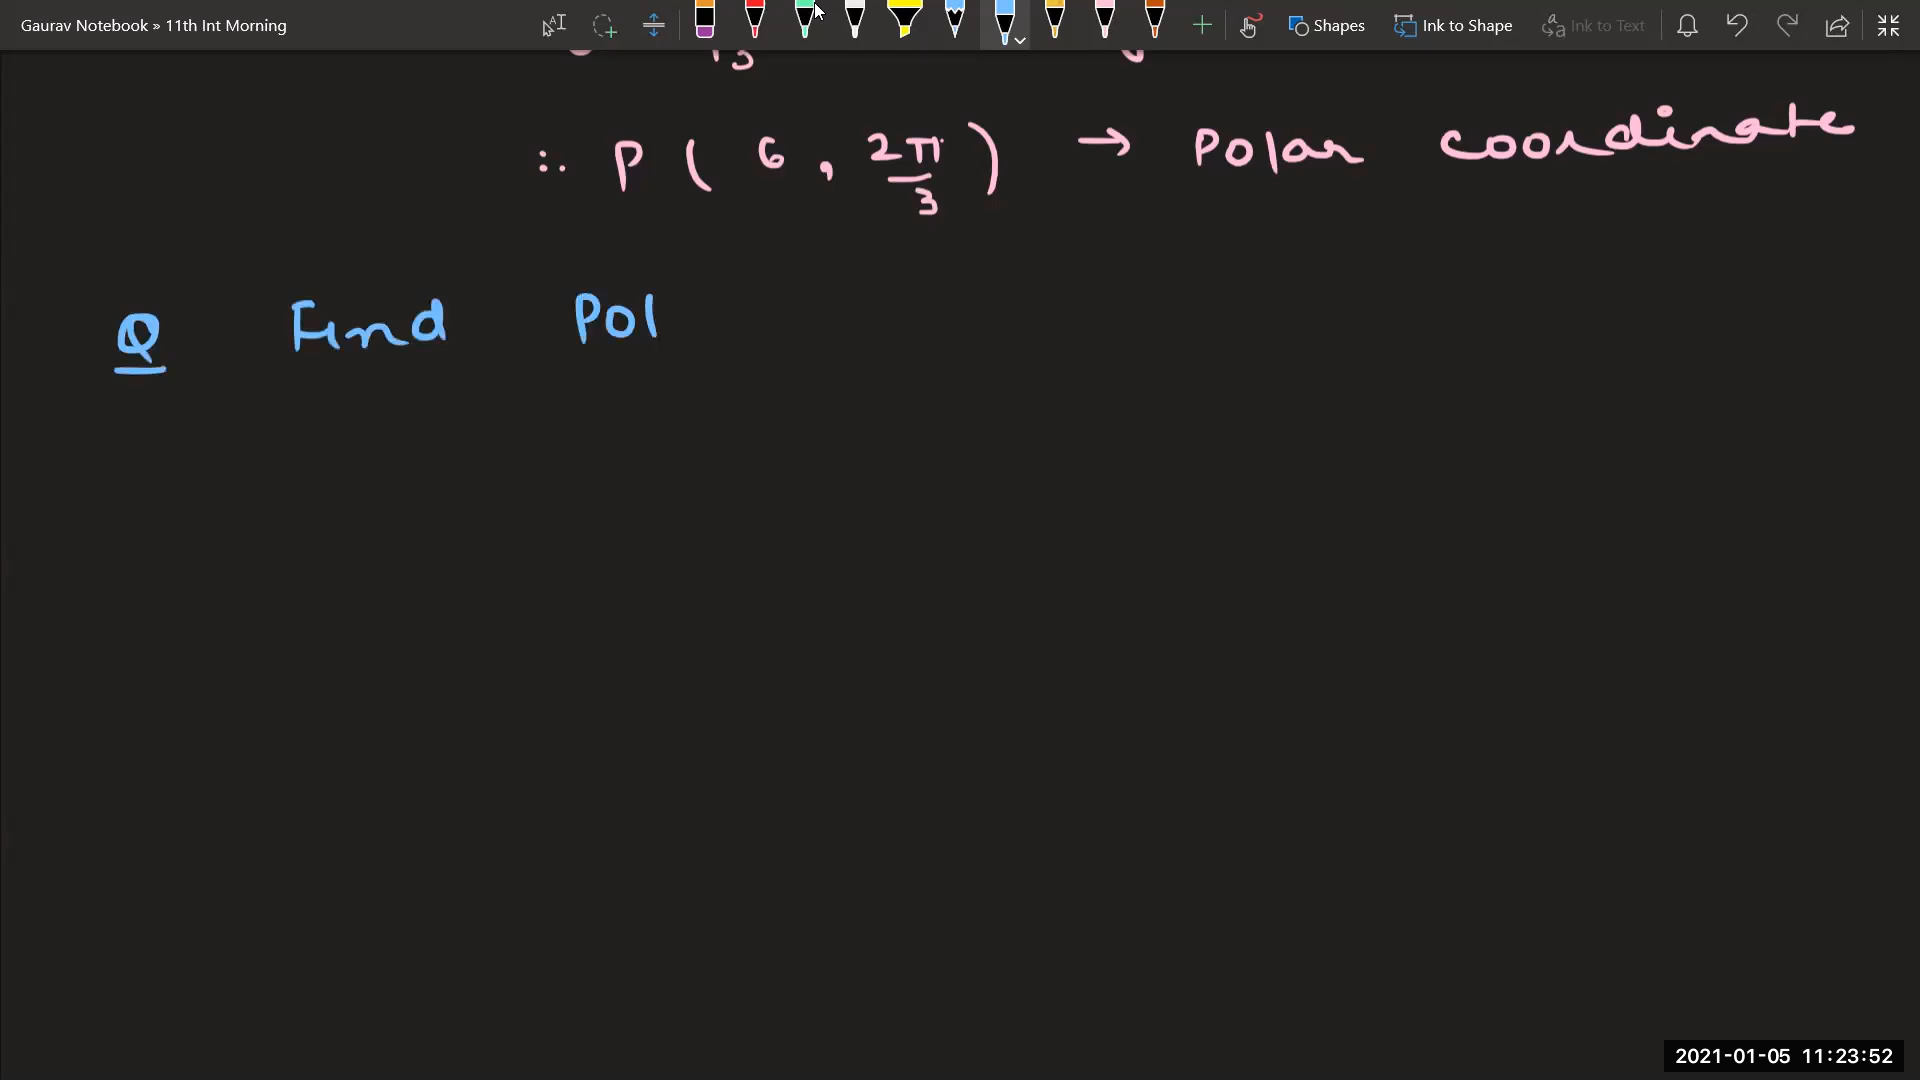 Gaurav Notebook » 11th Int Morning
Shapes
Ink to Shape
Ink to Text
∴ P ( 6 , 2π/3 ) → Polar coordinate
Q Find Pol
2021-01-05 11:23:52